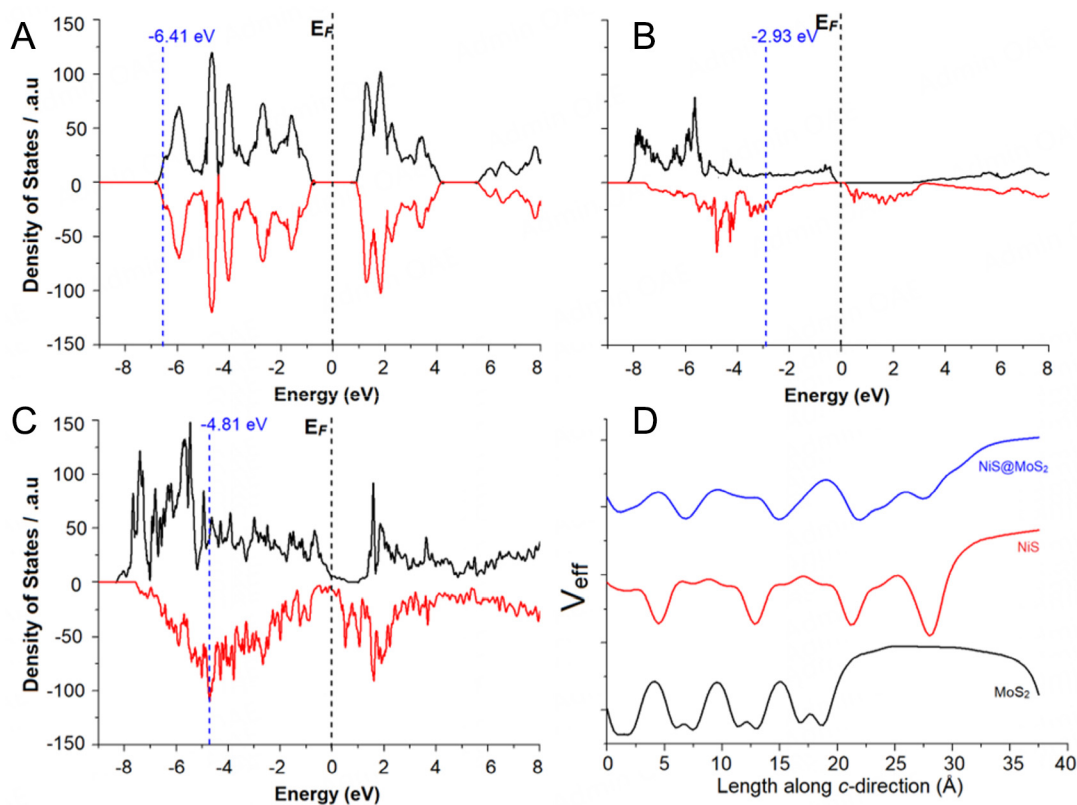 A
-6.41 eV
EF
150
100
50
0
-50
-100
-150
Density of States / .a.u
-8 -6 -4 -2 0 2 4 6 8
Energy (eV)
B
-2.93 eV
EF
-8 -6 -4 -2 0 2 4 6 8
Energy (eV)
C
-4.81 eV
EF
150
100
50
0
-50
-100
-150
Density of States / .a.u
-8 -6 -4 -2 0 2 4 6 8
Energy (eV)
D
NiS@MoS₂
NiS
MoS₂
Veff
0 5 10 15 20 25 30 35 40
Length along c-direction (Å)